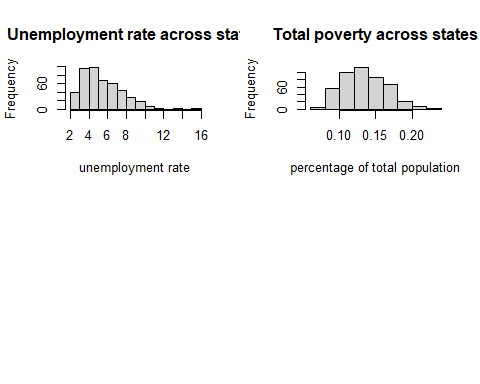 Unemployment rate across sta
Frequency
0 60
2 4 6 8 12 16
unemployment rate
Total poverty across states
Frequency
0 60
0.10 0.15 0.20
percentage of total population